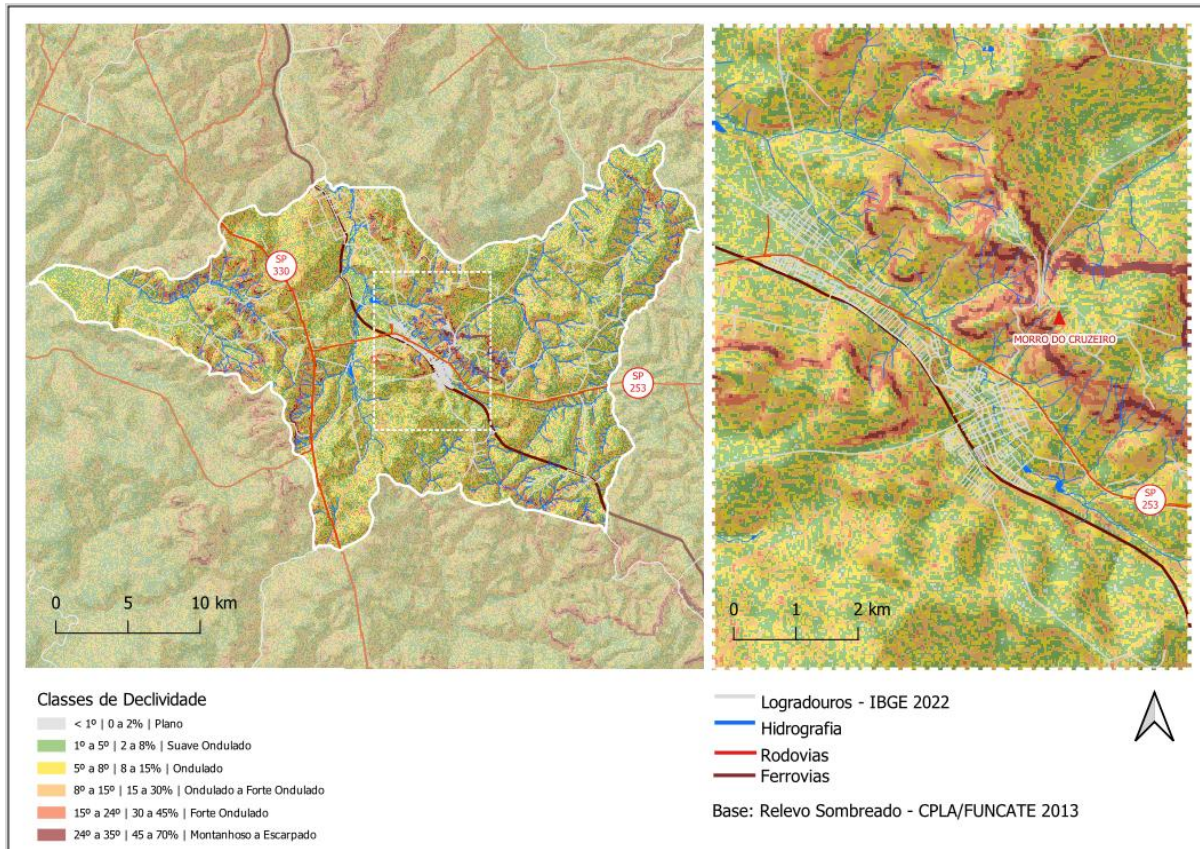 SP
330
SP
253
0 5 10 km
MORRO DO CRUZEIRO
SP
253
0 1 2 km
Classes de Declividade
< 1º | 0 a 2% | Plano
1º a 5º | 2 a 8% | Suave Ondulado
5º a 8º | 8 a 15% | Ondulado
8º a 15º | 15 a 30% | Ondulado a Forte Ondulado
15º a 24º | 30 a 45% | Forte Ondulado
24º a 35º | 45 a 70% | Montanhoso a Escarpado
Logradouros - IBGE 2022
Hidrografia
Rodovias
Ferrovias
Base: Relevo Sombreado - CPLA/FUNCATE 2013